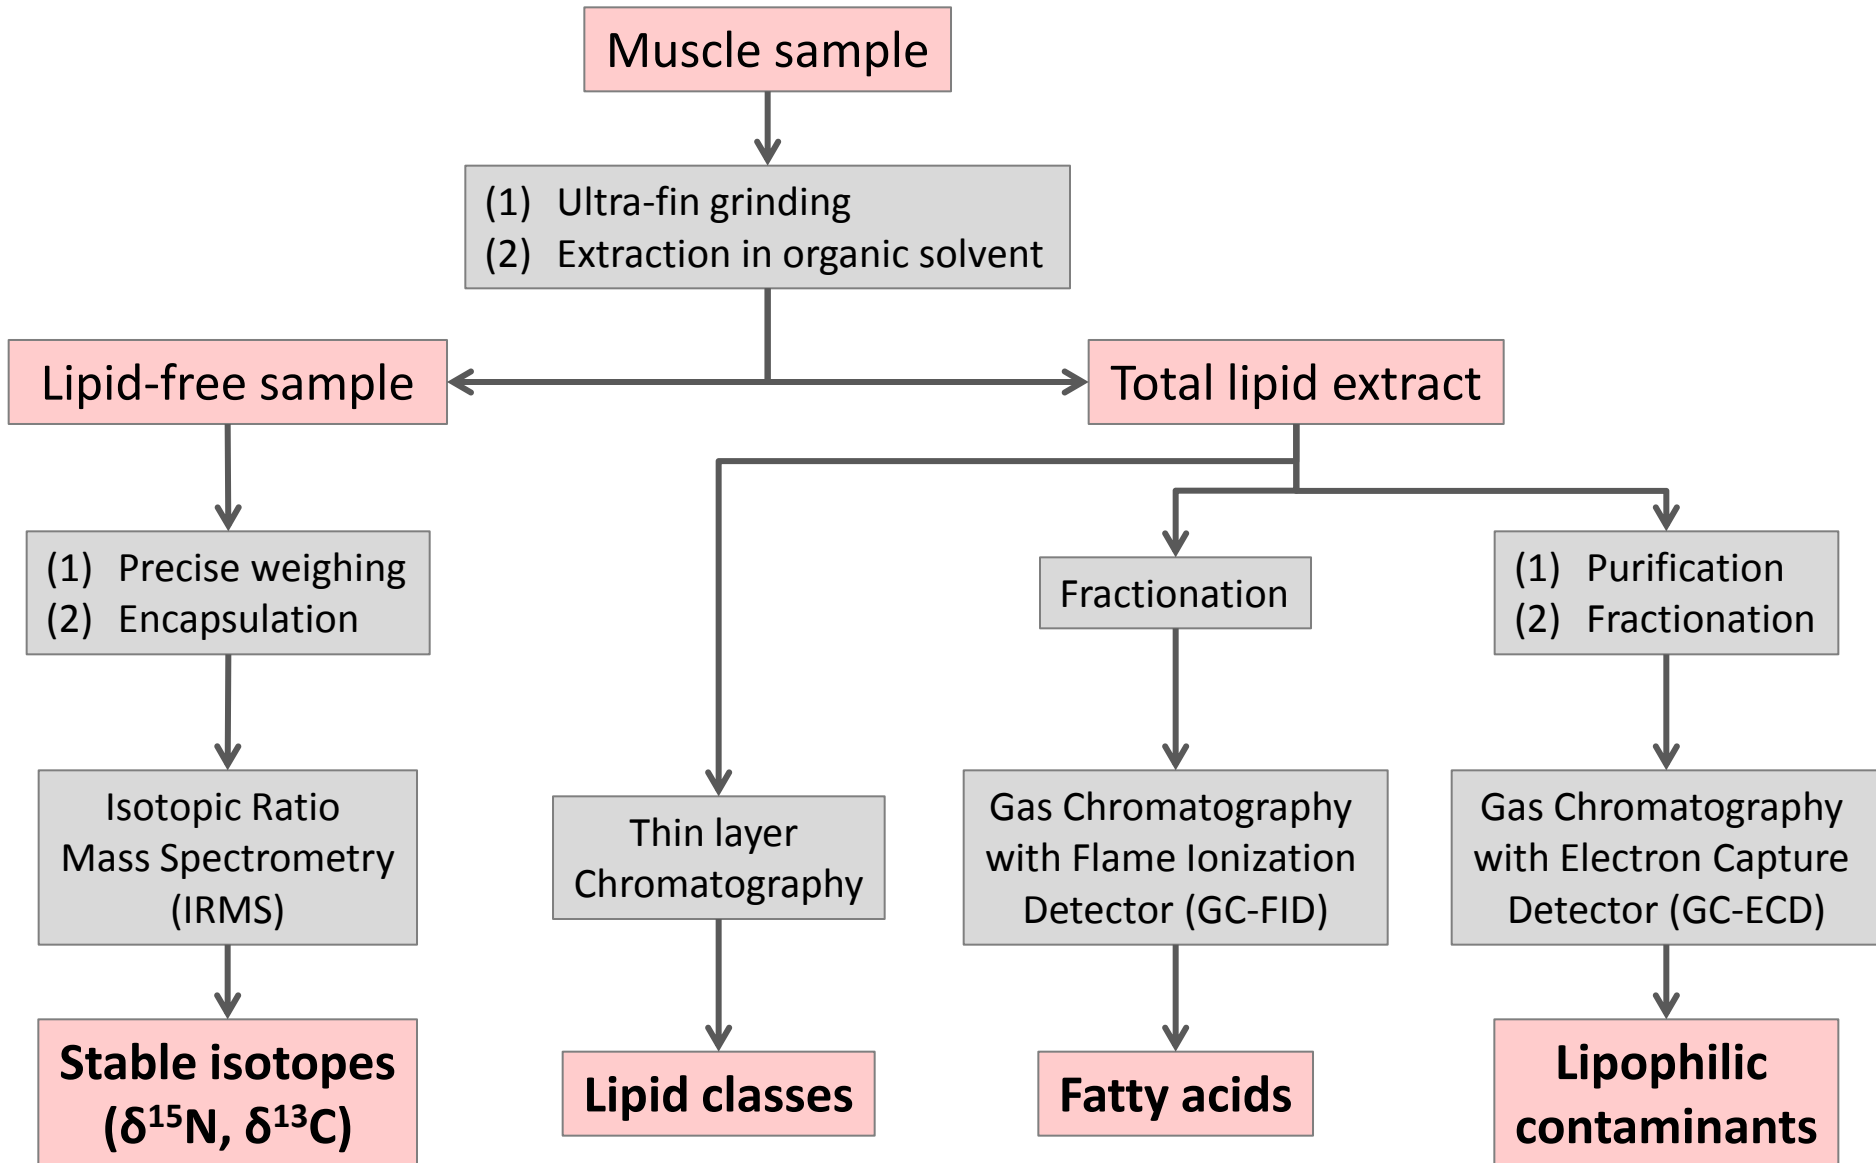 Muscle sample
(1) Ultra-fin grinding
(2) Extraction in organic solvent
Lipid-free sample
Total lipid extract
(1) Precise weighing
(2) Encapsulation
Fractionation
(1) Purification
(2) Fractionation
Isotopic Ratio
Mass Spectrometry
(IRMS)
Thin layer
Chromatography
Gas Chromatography
with Flame Ionization
Detector (GC-FID)
Gas Chromatography
with Electron Capture
Detector (GC-ECD)
Stable isotopes
(δ¹⁵N, δ¹³C)
Lipid classes
Fatty acids
Lipophilic
contaminants